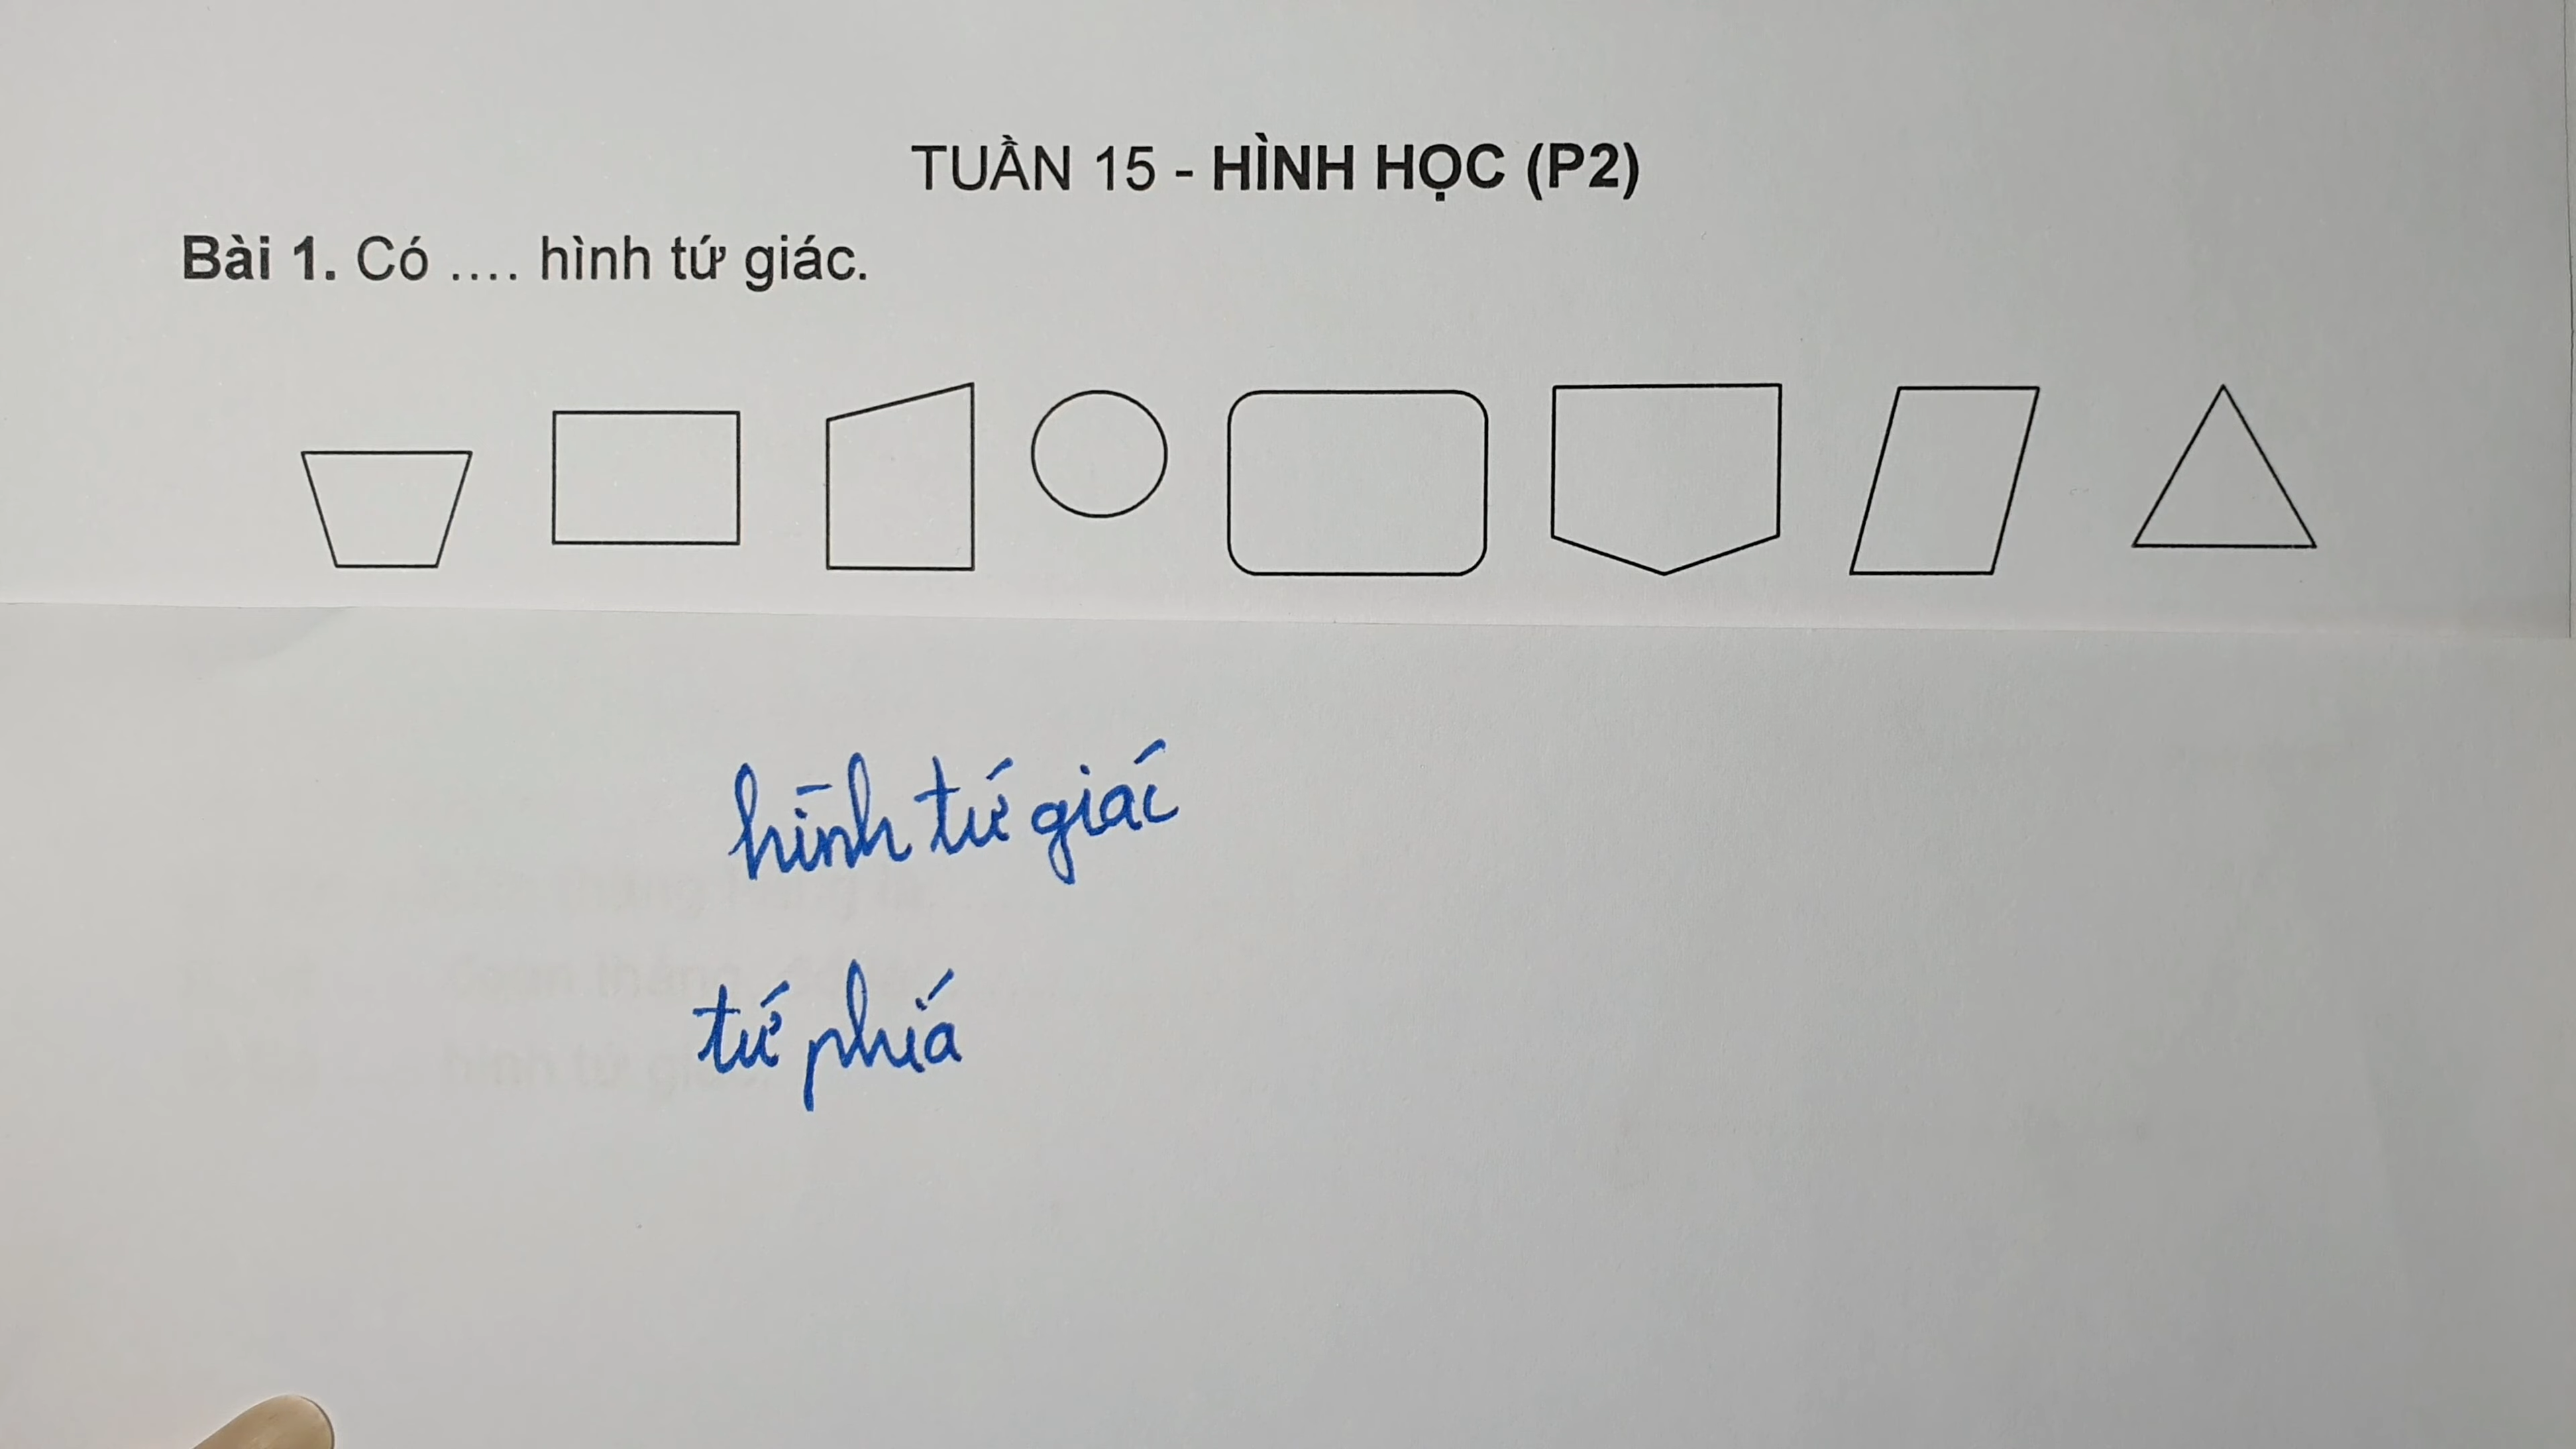 TUẦN 15 - HÌNH HỌC (P2)
Bài 1. Có .... hình tứ giác.
hình tứ giác
tứ phía